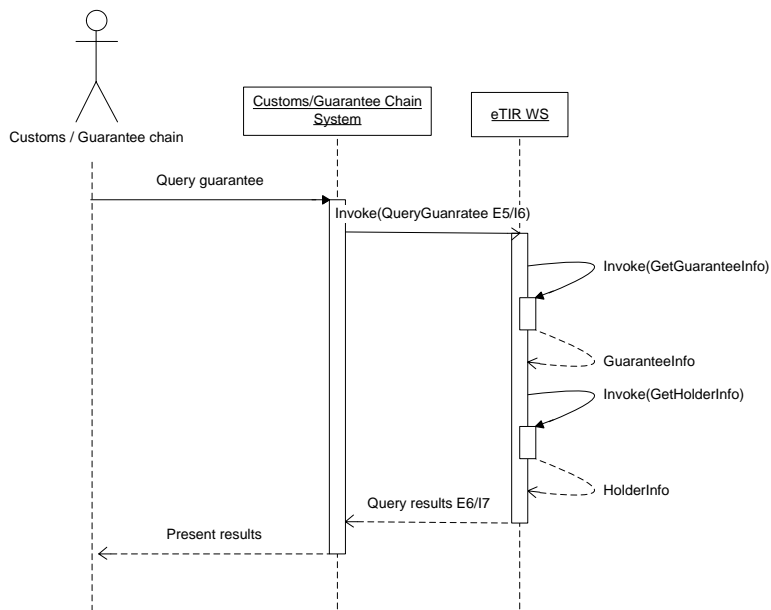 Customs/Guarantee Chain
System
eTIR WS
Customs / Guarantee chain
Query guarantee
Invoke(QueryGuanratee E5/I6)
Invoke(GetGuaranteeInfo)
GuaranteeInfo
Invoke(GetHolderInfo)
HolderInfo
Query results E6/I7
Present results